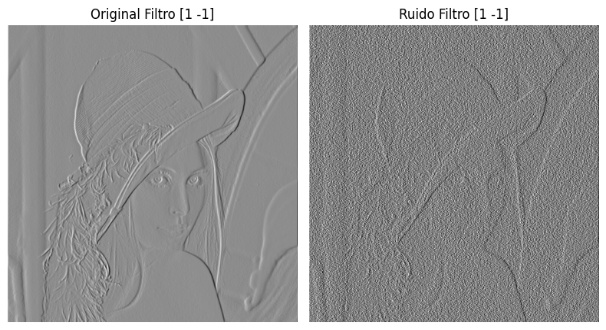 Original Filtro [1 -1]
Ruido Filtro [1 -1]